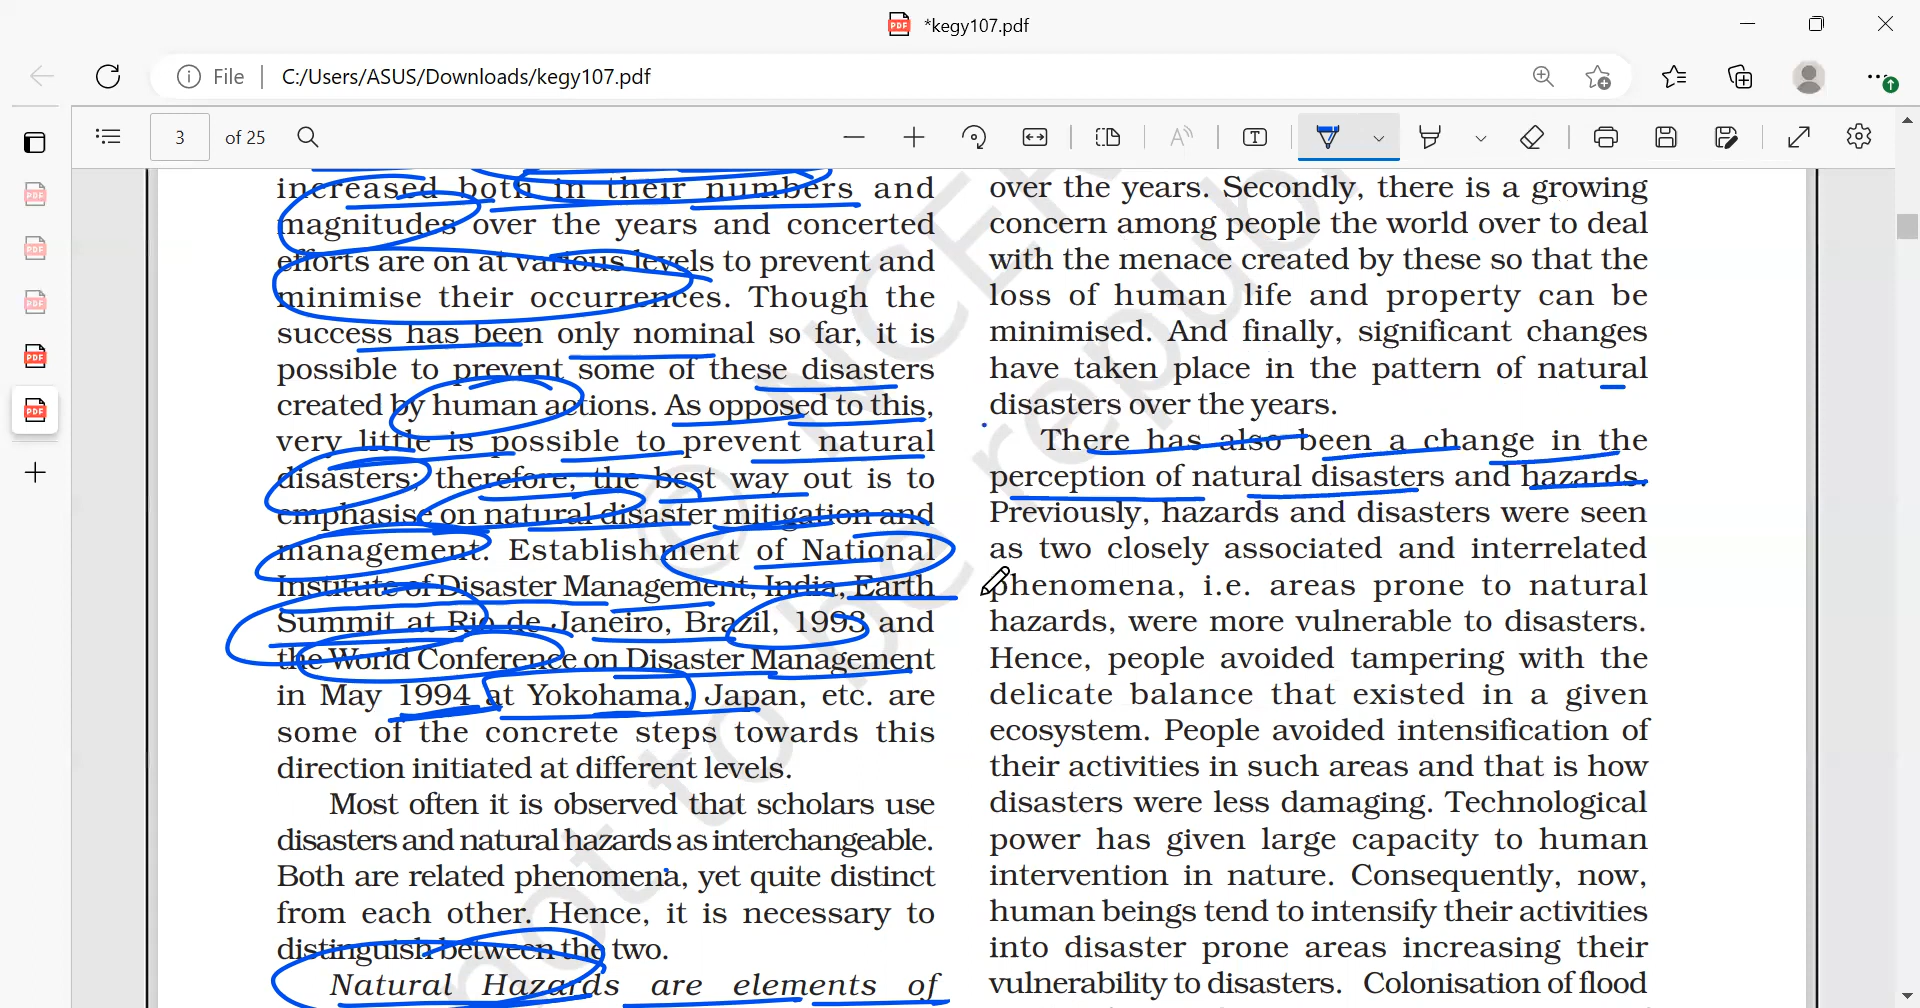 *kegy107.pdf
File
C:/Users/ASUS/Downloads/kegy107.pdf
3 of 25
increased both in their numbers and
magnitudes over the years and concerted
efforts are on at various levels to prevent and
minimise their occurrences. Though the
success has been only nominal so far, it is
possible to prevent some of these disasters
created by human actions. As opposed to this,
very little is possible to prevent natural
disasters; therefore, the best way out is to
emphasise on natural disaster mitigation and
management. Establishment of National
Institute of Disaster Management, India, Earth
Summit at Rio de Janeiro, Brazil, 1993 and
the World Conference on Disaster Management
in May 1994 at Yokohama, Japan, etc. are
some of the concrete steps towards this
direction initiated at different levels.
Most often it is observed that scholars use
disasters and natural hazards as interchangeable.
Both are related phenomena, yet quite distinct
from each other. Hence, it is necessary to
distinguish between the two.
Natural Hazards are elements of
over the years. Secondly, there is a growing
concern among people the world over to deal
with the menace created by these so that the
loss of human life and property can be
minimised. And finally, significant changes
have taken place in the pattern of natural
disasters over the years.
There has also been a change in the
perception of natural disasters and hazards.
Previously, hazards and disasters were seen
as two closely associated and interrelated
phenomena, i.e. areas prone to natural
hazards, were more vulnerable to disasters.
Hence, people avoided tampering with the
delicate balance that existed in a given
ecosystem. People avoided intensification of
their activities in such areas and that is how
disasters were less damaging. Technological
power has given large capacity to human
intervention in nature. Consequently, now,
human beings tend to intensify their activities
into disaster prone areas increasing their
vulnerability to disasters. Colonisation of flood